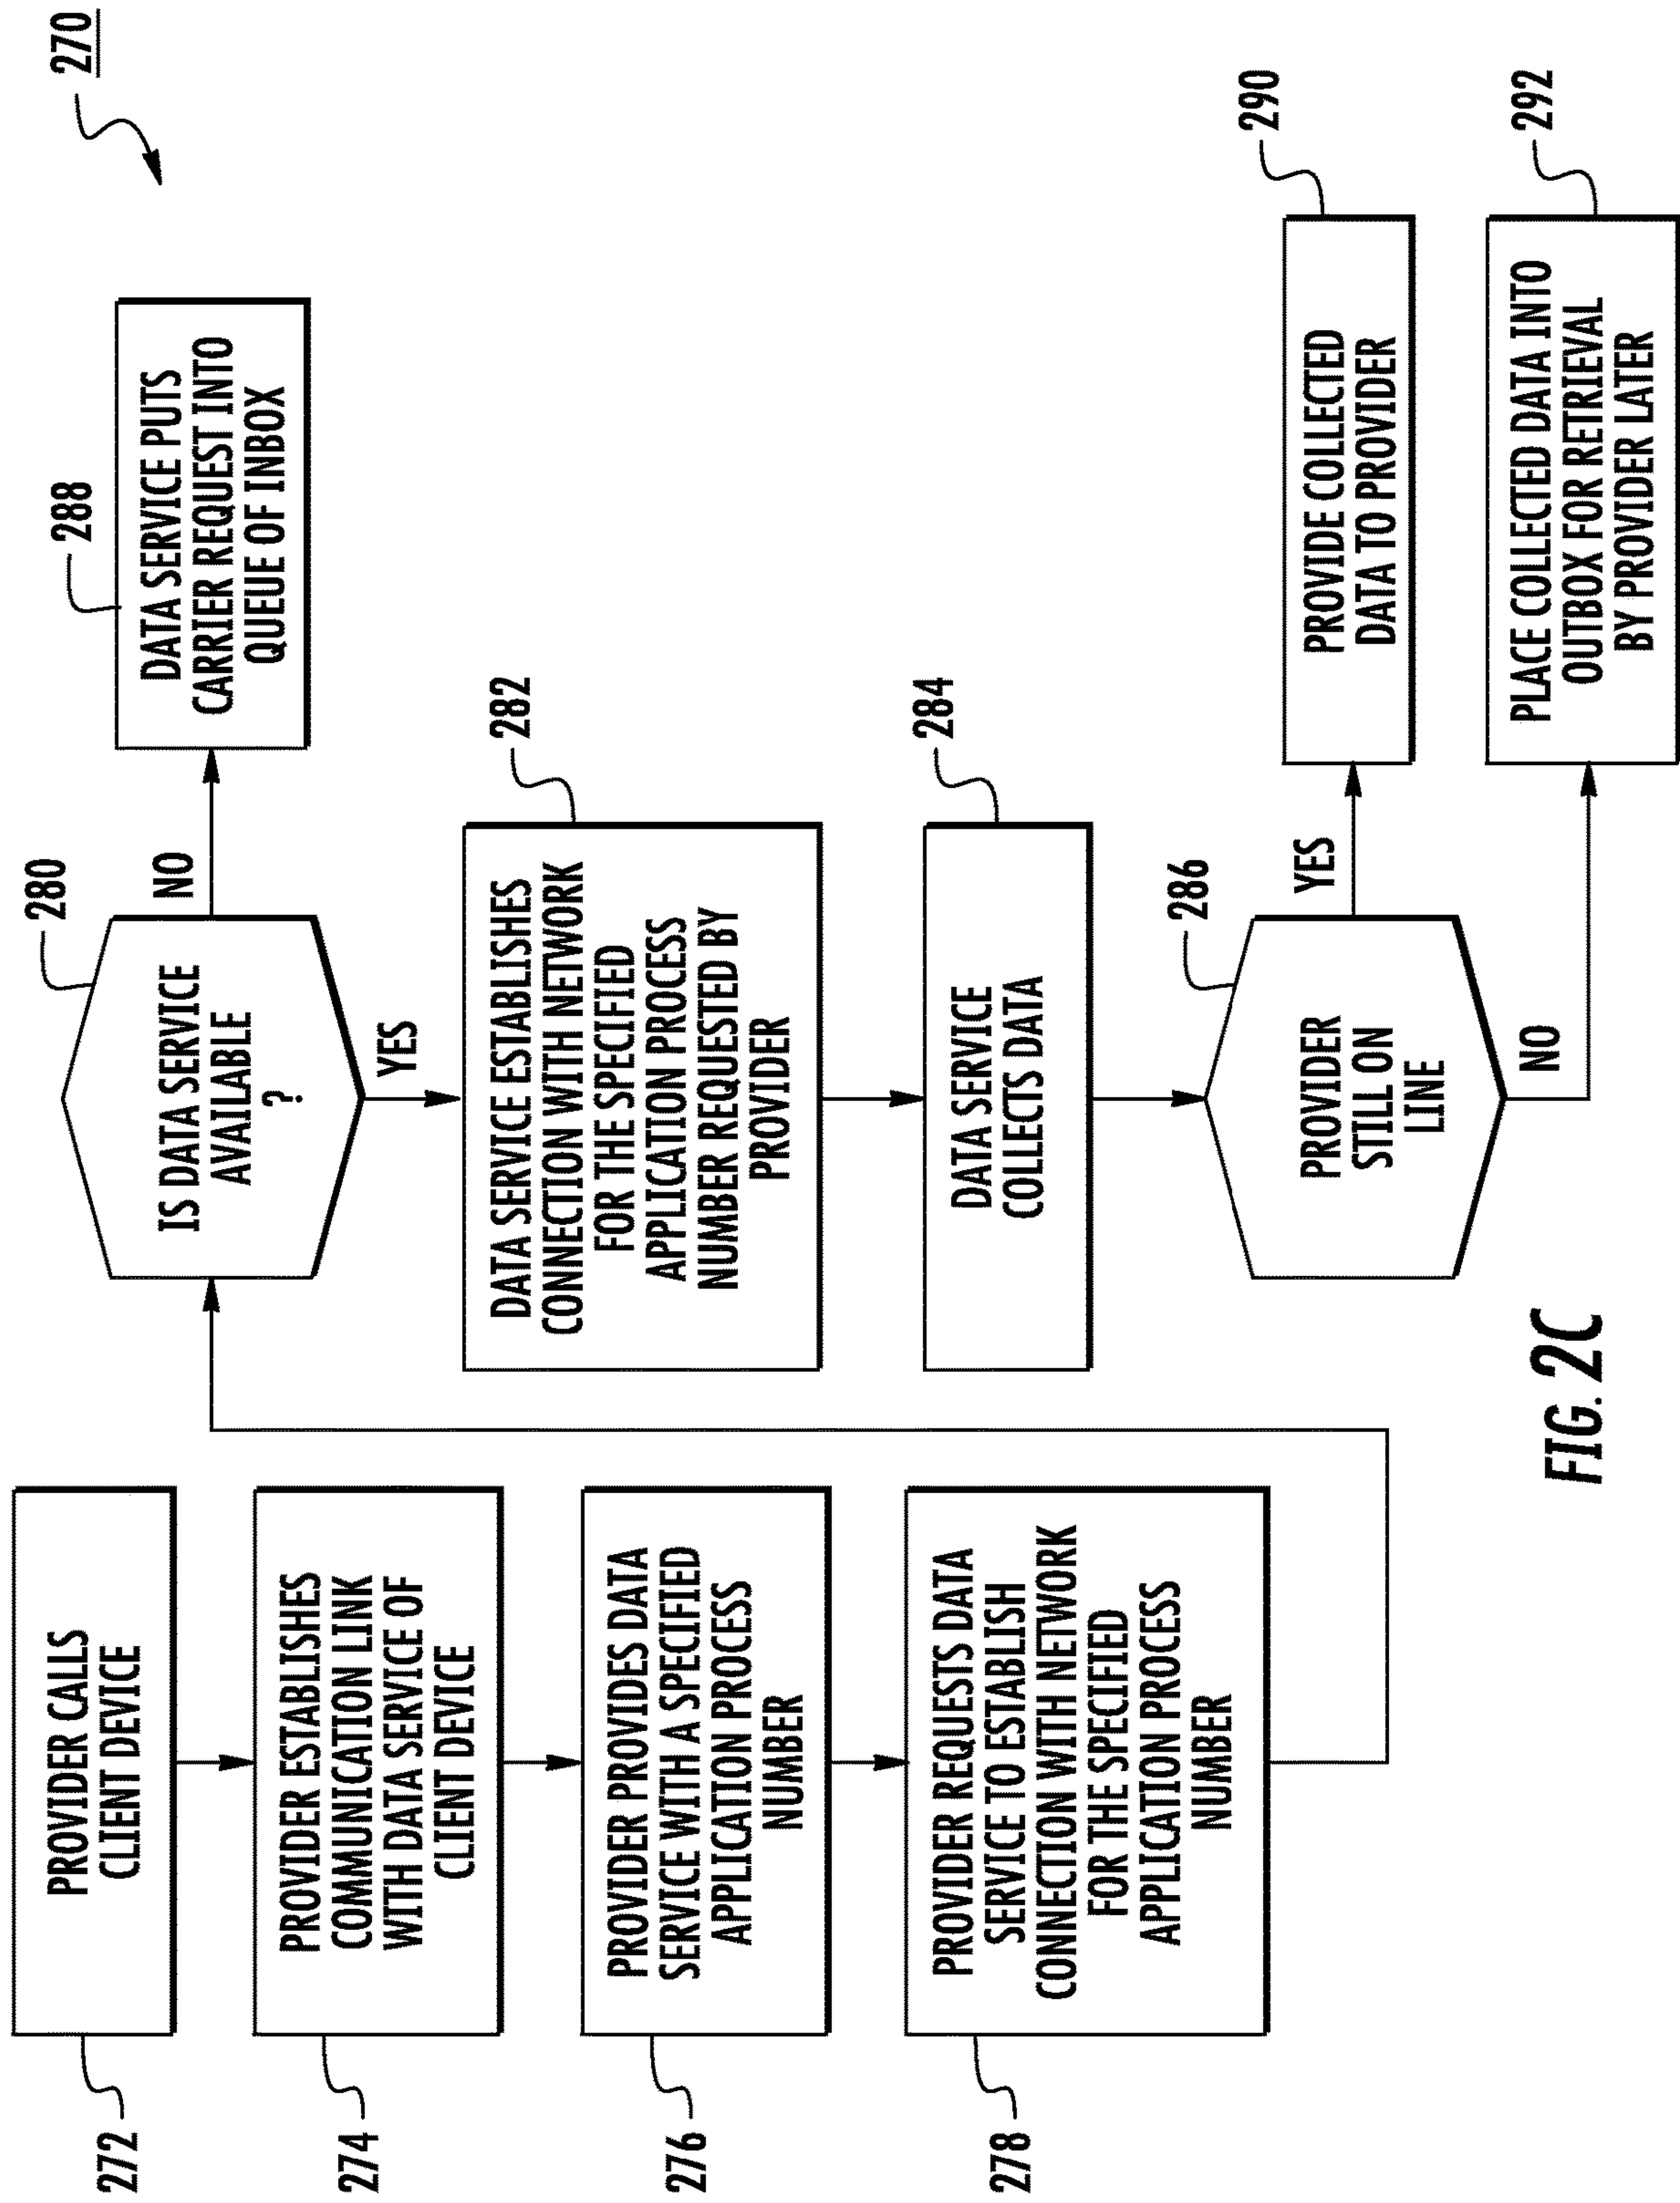 270
272
PROVIDER CALLS
CLIENT DEVICE
274
PROVIDER ESTABLISHES
COMMUNICATION LINK
WITH DATA SERVICE OF
CLIENT DEVICE
276
PROVIDER PROVIDES DATA
SERVICE WITH A SPECIFIED
APPLICATION PROCESS
NUMBER
278
PROVIDER REQUESTS DATA
SERVICE TO ESTABLISH
CONNECTION WITH NETWORK
FOR THE SPECIFIED
APPLICATION PROCESS
NUMBER
280
IS DATA SERVICE
AVAILABLE
?
NO
YES
288
DATA SERVICE PUTS
CARRIER REQUEST INTO
QUEUE OF INBOX
282
DATA SERVICE ESTABLISHES
CONNECTION WITH NETWORK
FOR THE SPECIFIED
APPLICATION PROCESS
NUMBER REQUESTED BY
PROVIDER
284
DATA SERVICE
COLLECTS DATA
286
PROVIDER
STILL ON
LINE
YES
NO
290
PROVIDE COLLECTED
DATA TO PROVIDER
292
PLACE COLLECTED DATA INTO
OUTBOX FOR RETRIEVAL
BY PROVIDER LATER
FIG. 2C